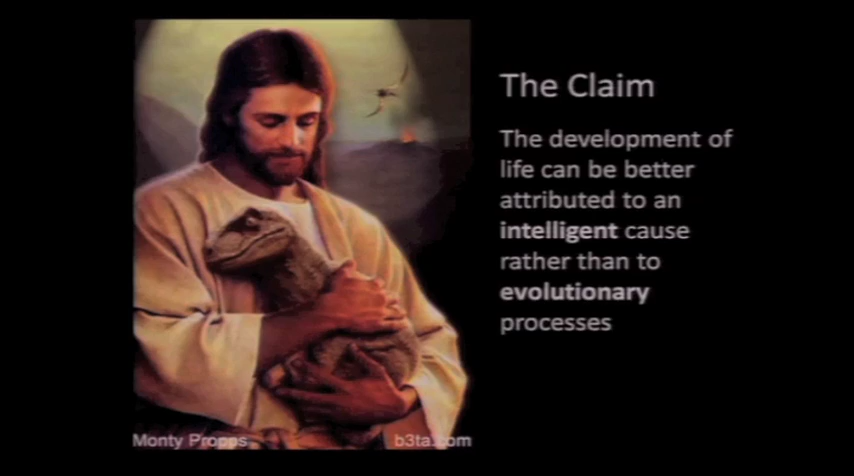 The Claim
The development of
life can be better
attributed to an
intelligent cause
rather than to
evolutionary
processes
Monty Propps
b3ta.com